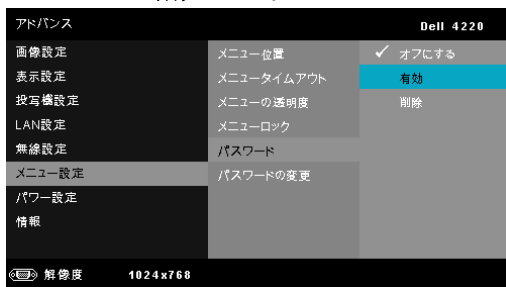 アドバンス Dell 4220
画像設定 メニュー位置 ✓ オフにする
表示設定 メニュータイムアウト 有効
投写機設定 メニューの透明度 削除
LAN設定 メニューロック
無線設定 パスワード
メニュー設定 パスワードの変更
パワー設定
情報
解像度 1024x768